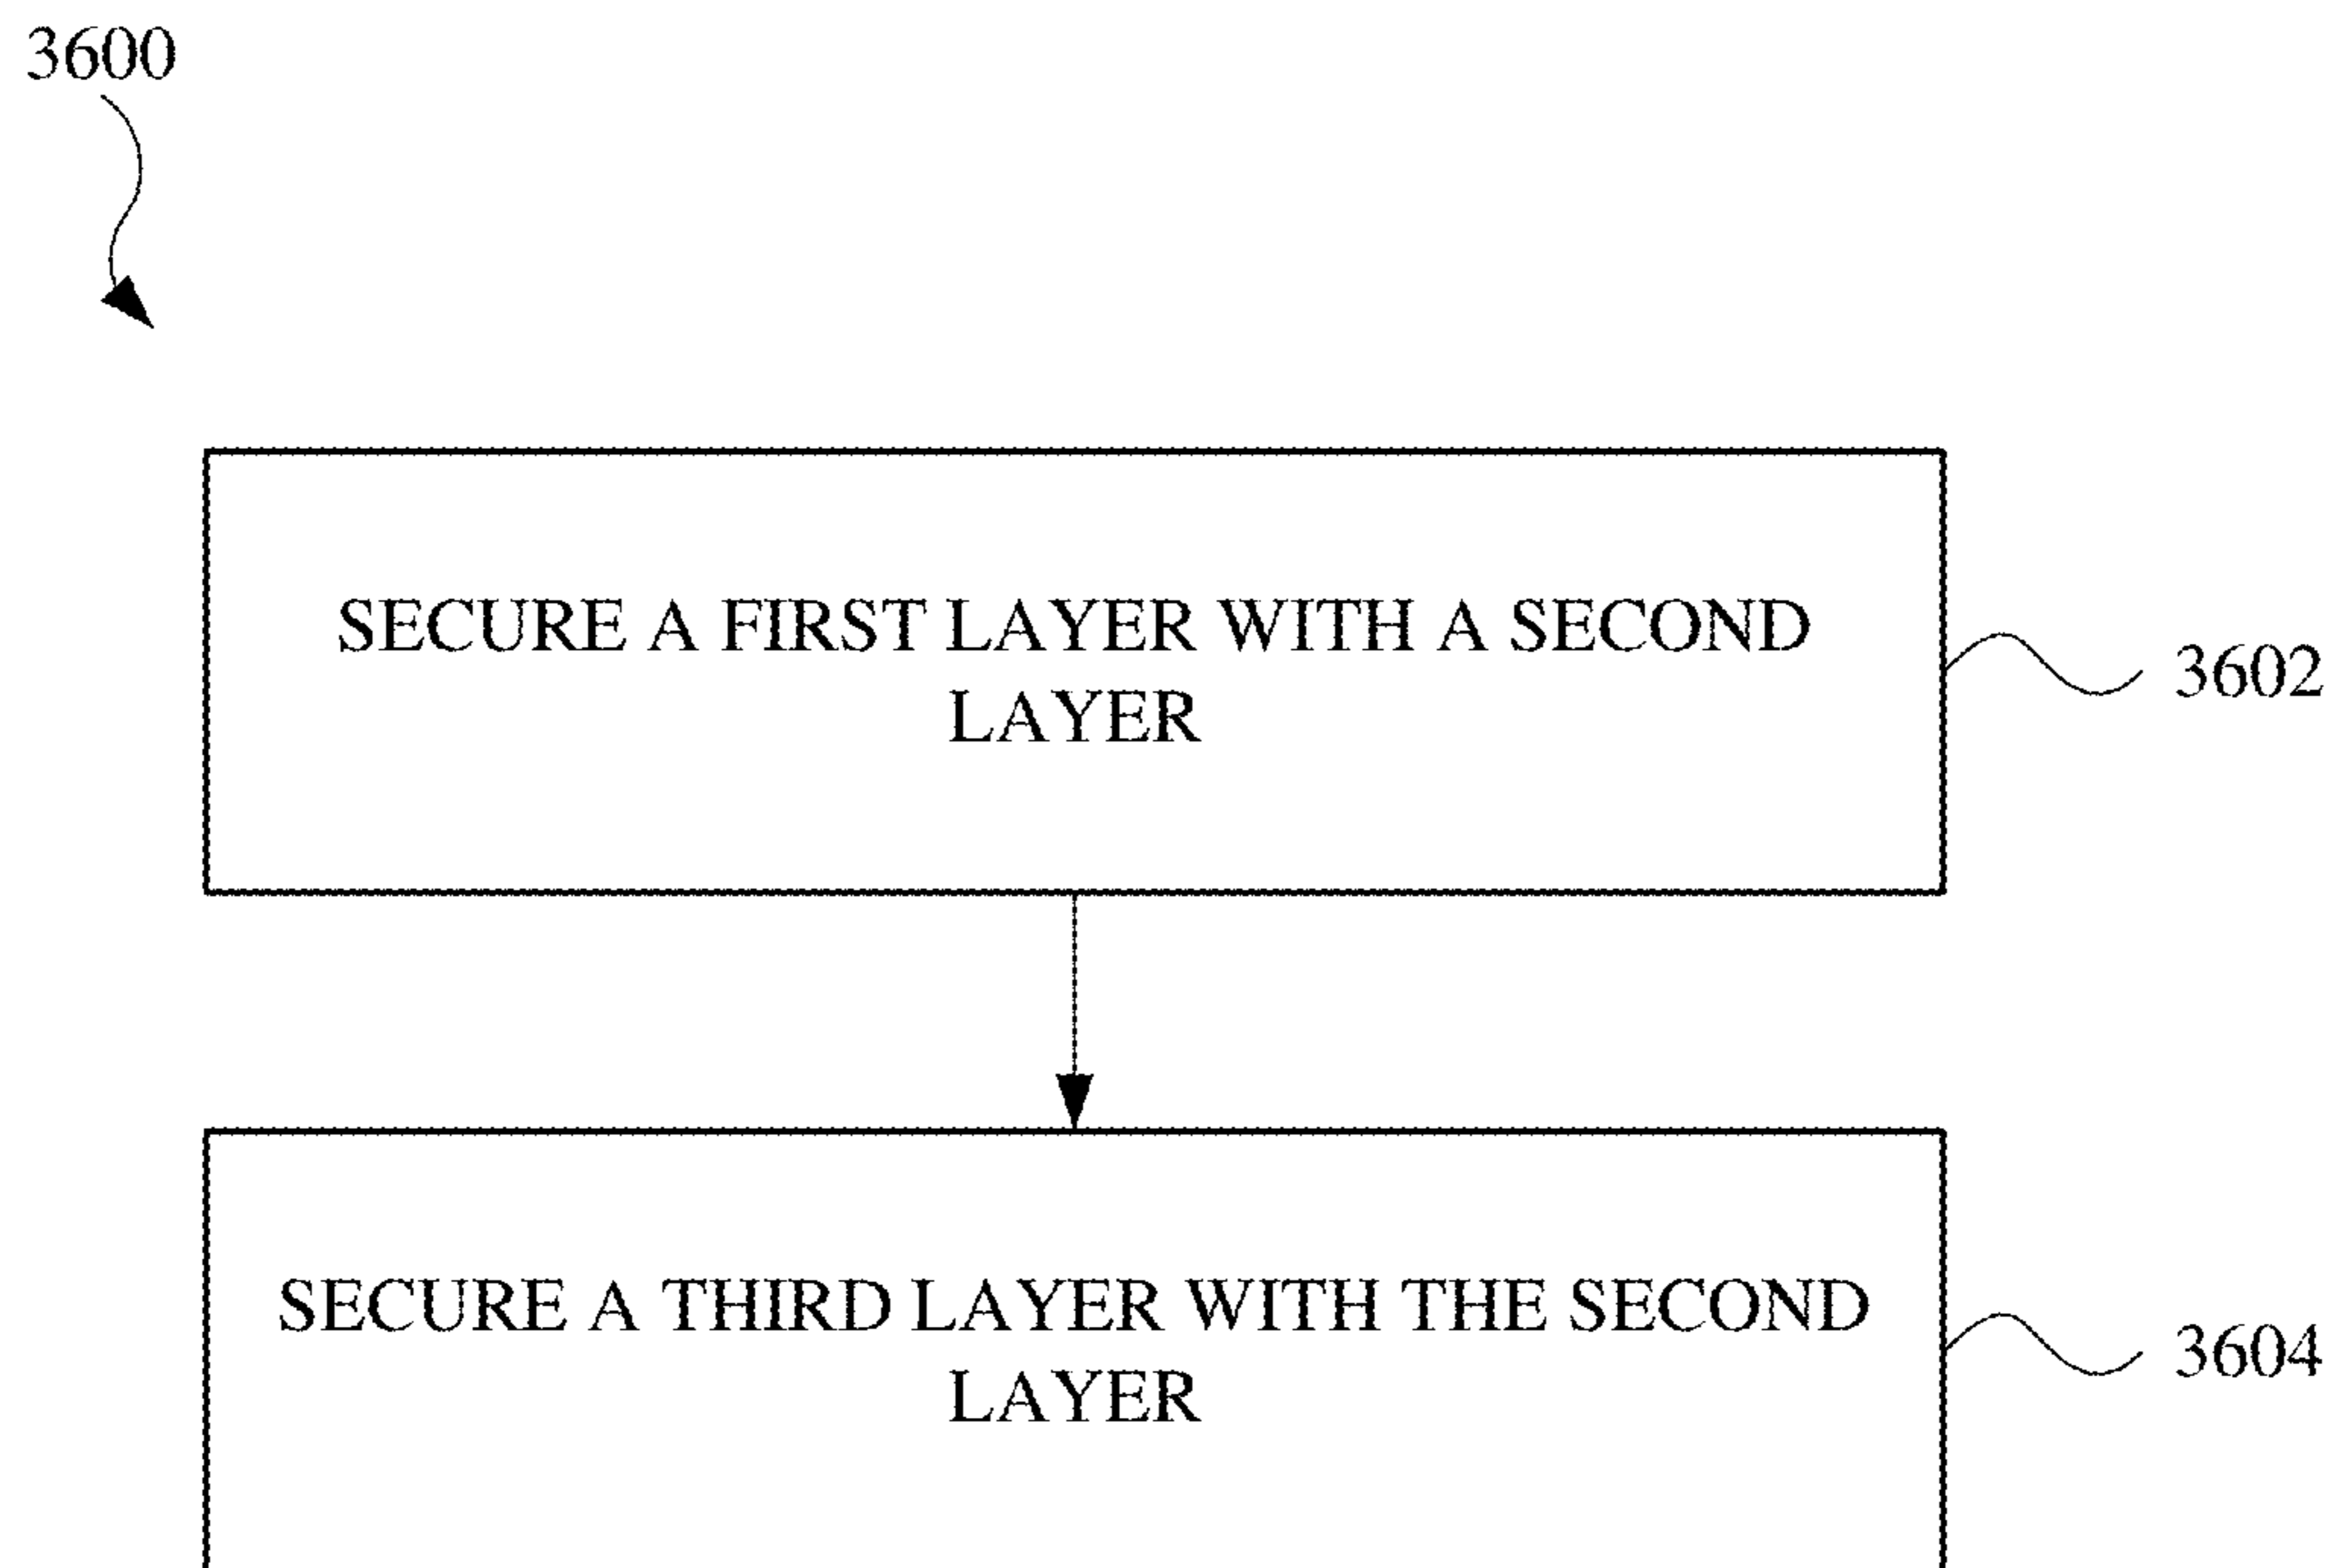 3600
SECURE A FIRST LAYER WITH A SECOND
LAYER
3602
SECURE A THIRD LAYER WITH THE SECOND
LAYER
3604